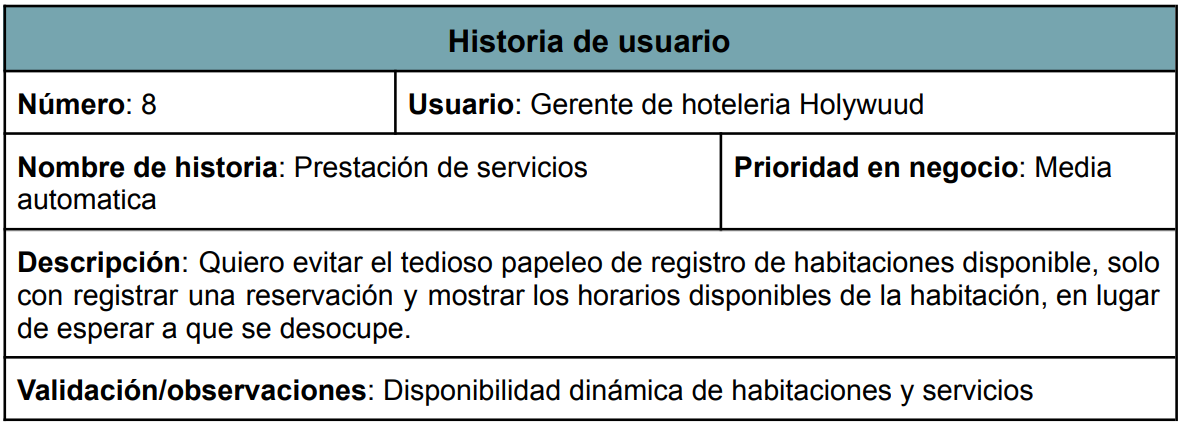 Historia de usuario
Número: 8
Usuario: Gerente de hoteleria Holywuud
Nombre de historia: Prestación de servicios
automatica
Prioridad en negocio: Media
Descripción: Quiero evitar el tedioso papeleo de registro de habitaciones disponible, solo
con registrar una reservación y mostrar los horarios disponibles de la habitación, en lugar
de esperar a que se desocupe.
Validación/observaciones: Disponibilidad dinámica de habitaciones y servicios